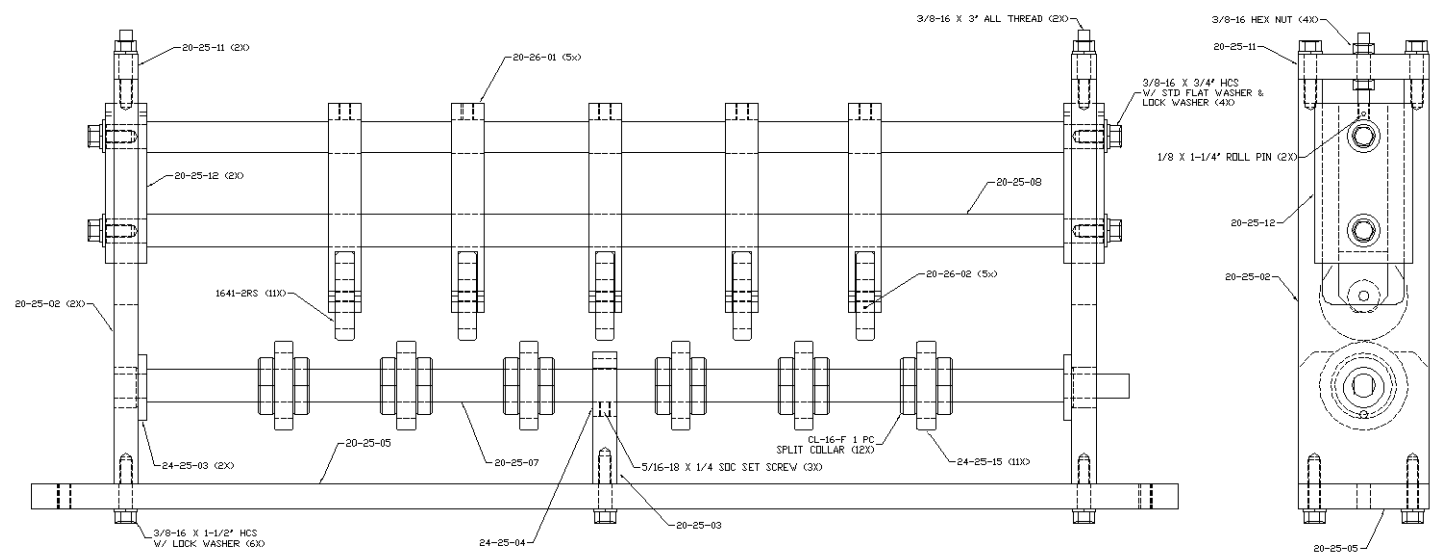 3/8-16 X 3" ALL THREAD (2X)
3/8-16 HEX NUT (4X)
20-25-11 (2X)
20-26-01 (5x)
20-25-11
3/8-16 X 3/4" HCS
W/ STD FLAT WASHER &
LOCK WASHER (4X)
1/8 X 1-1/4" ROLL PIN (2X)
20-25-12 (2X)
20-25-08
20-25-12
20-26-02 (5x)
20-25-02
1641-2RS (11X)
20-25-02 (2X)
CL-16-F 1 PC
SPLIT COLLAR (12X)
20-25-05
24-25-03 (2X)
20-25-07
5/16-18 X 1/4 SOC SET SCREW (3X)
24-25-15 (11X)
20-25-03
3/8-16 X 1-1/2" HCS
W/ LOCK WASHER (6X)
24-25-04
20-25-05